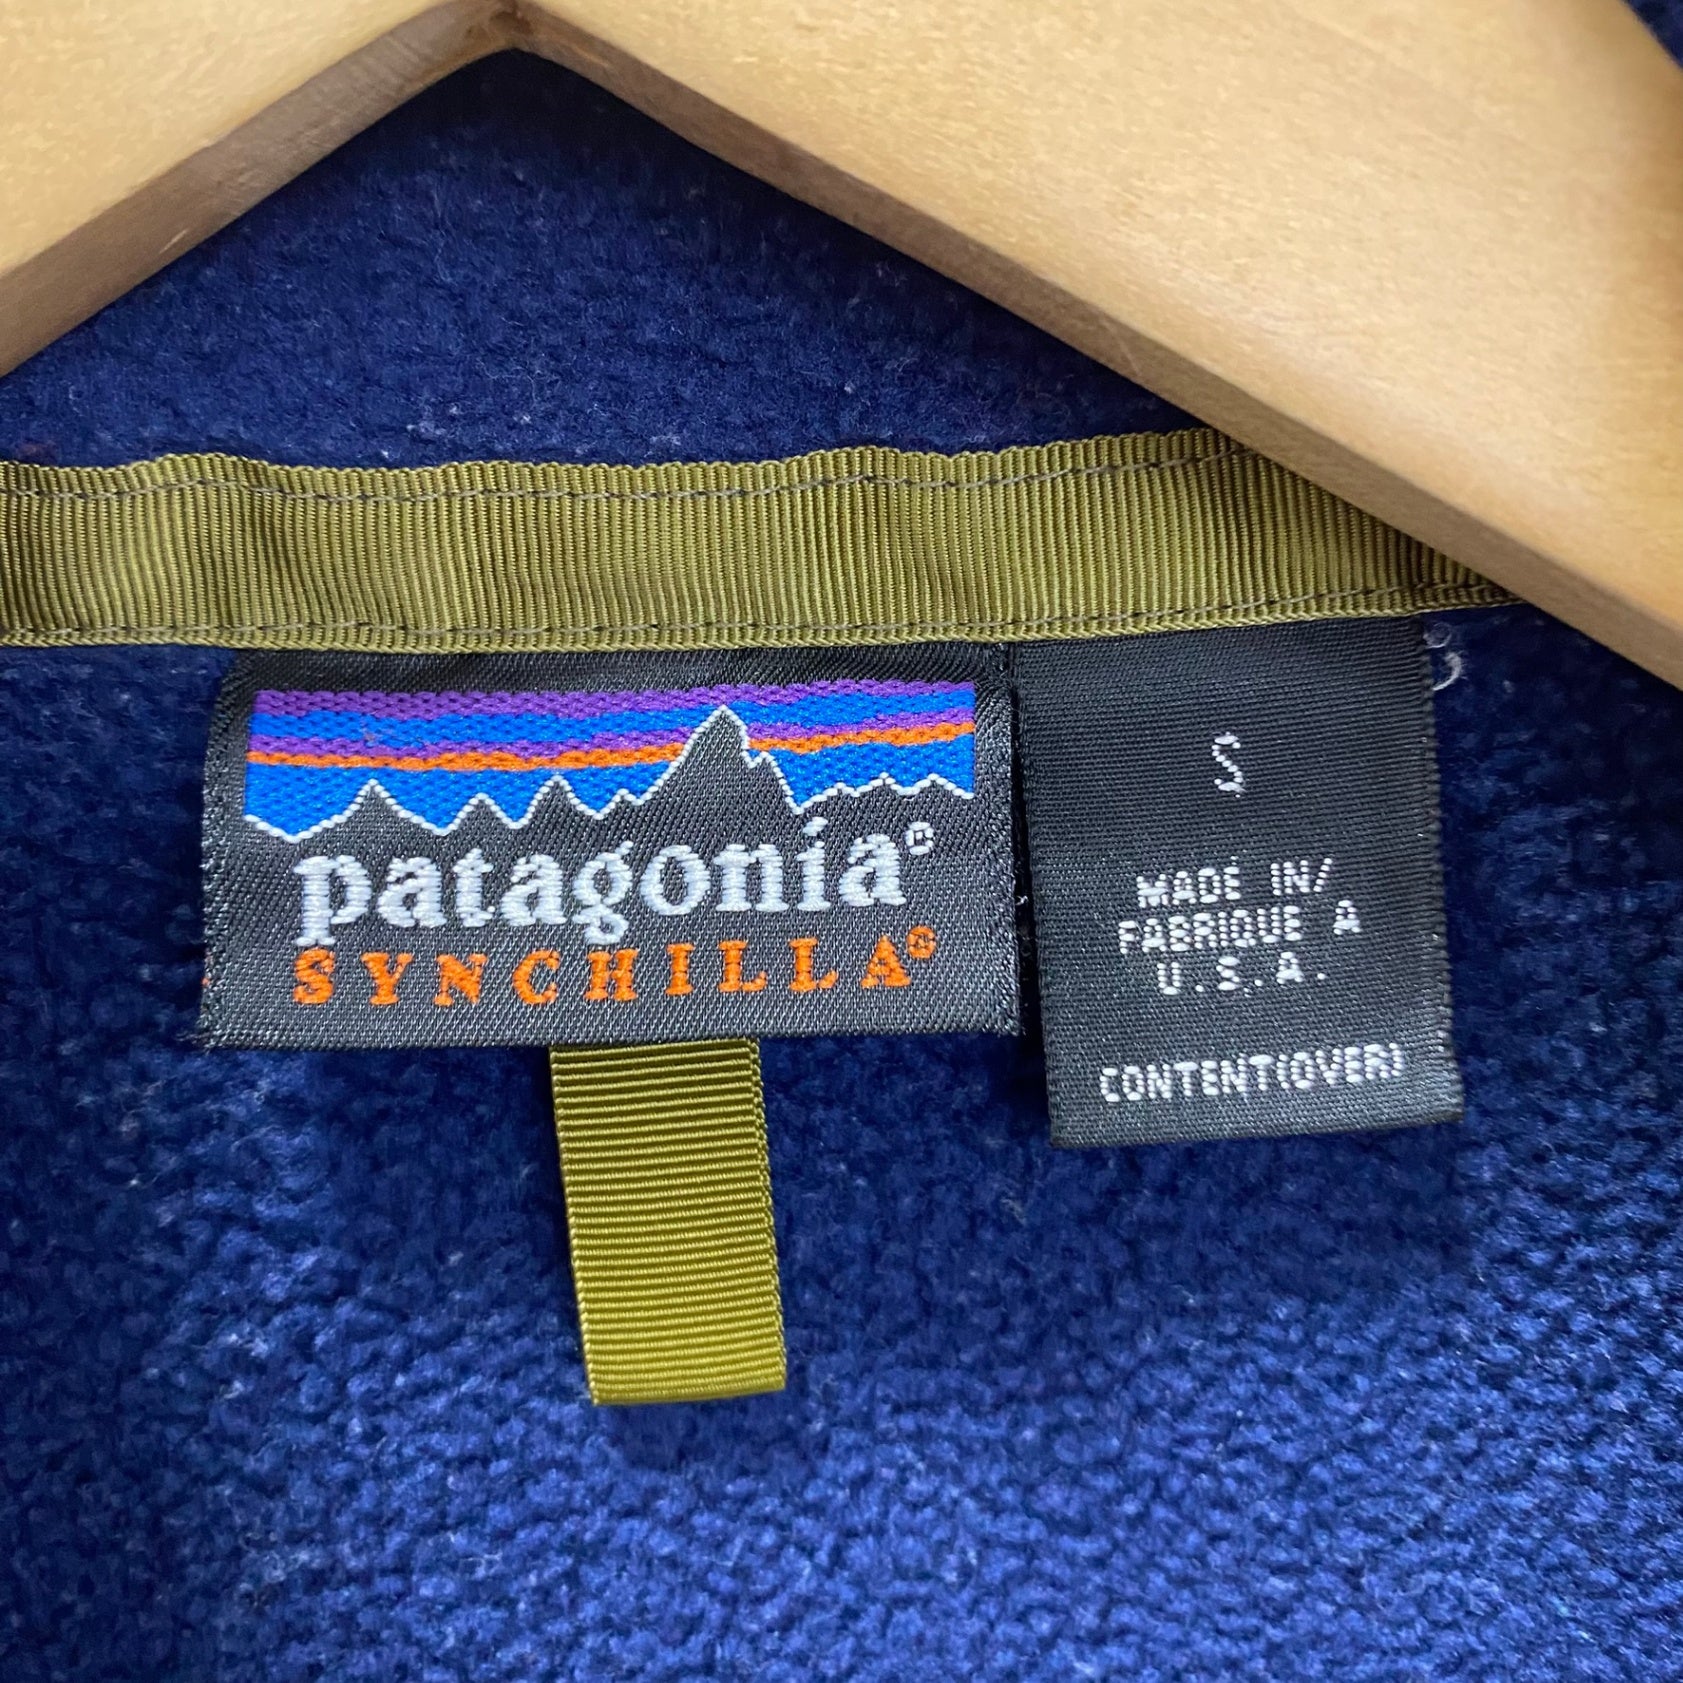 patagonia®
SYNCHILLA®
S
MADE IN/
FABRIQUE A
U.S.A.
CONTENT(OVER)